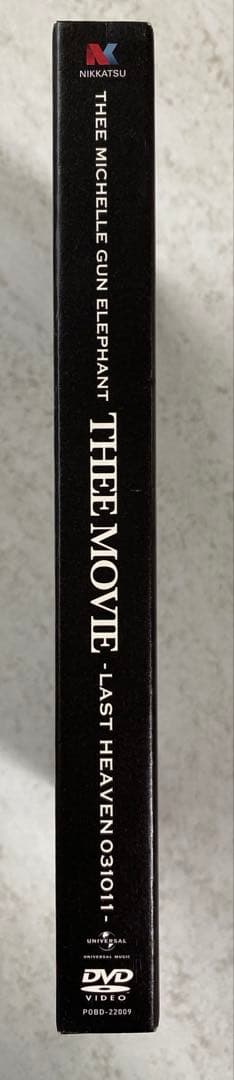 NIKKATSU
THEE MICHELLE GUN ELEPHANT THEE MOVIE -LAST HEAVEN 031011-
UNIVERSAL
UNIVERSAL MUSIC
DVD
VIDEO
POBD-22009